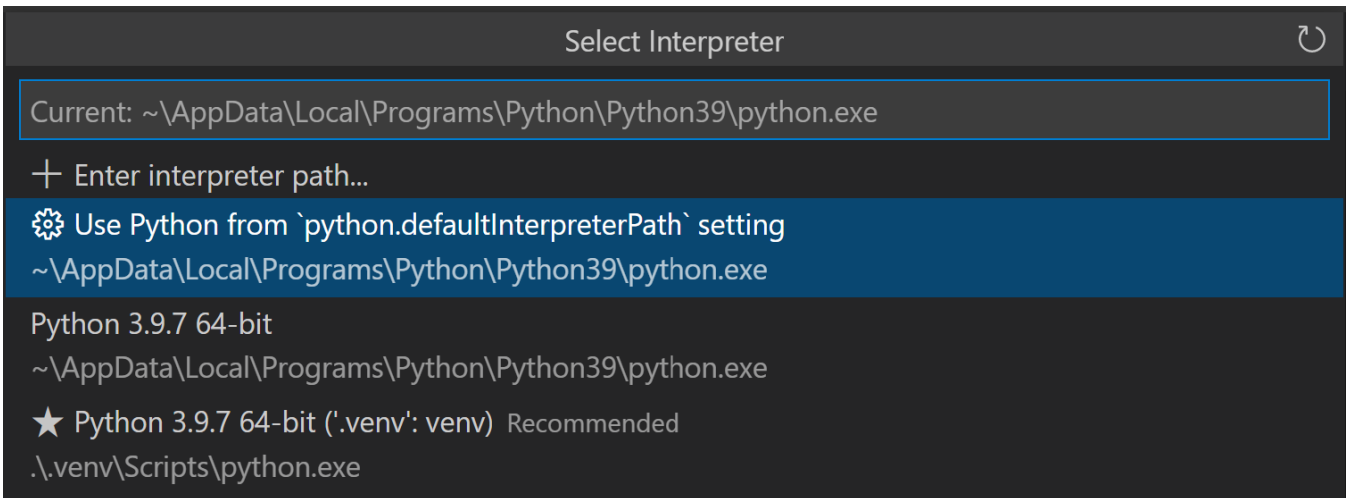 Select Interpreter
Current: ~\AppData\Local\Programs\Python\Python39\python.exe
Enter interpreter path...
Use Python from `python.defaultInterpreterPath` setting
~\AppData\Local\Programs\Python\Python39\python.exe
Python 3.9.7 64-bit
~\AppData\Local\Programs\Python\Python39\python.exe
Python 3.9.7 64-bit ('.venv': venv) Recommended
.\.venv\Scripts\python.exe